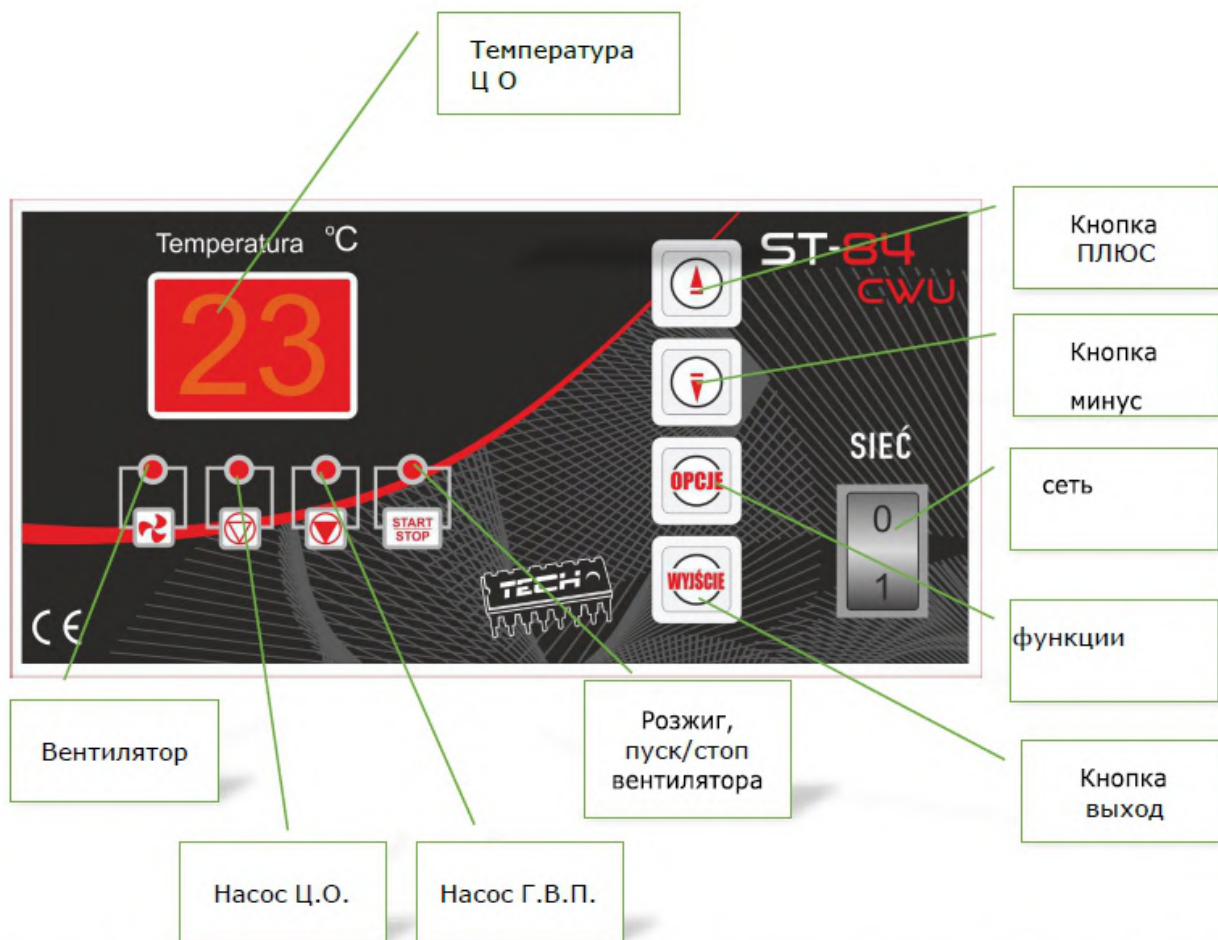 Температура
Ц О
Temperatura °C
23
ST-84
CWU
Кнопка
ПЛЮС
Кнопка
минус
SIEĆ
OPCJE
сеть
0
1
START
STOP
TECH
WYJŚCIE
CE
функции
Вентилятор
Розжиг,
пуск/стоп
вентилятора
Кнопка
выход
Насос Ц.О.
Насос Г.В.П.